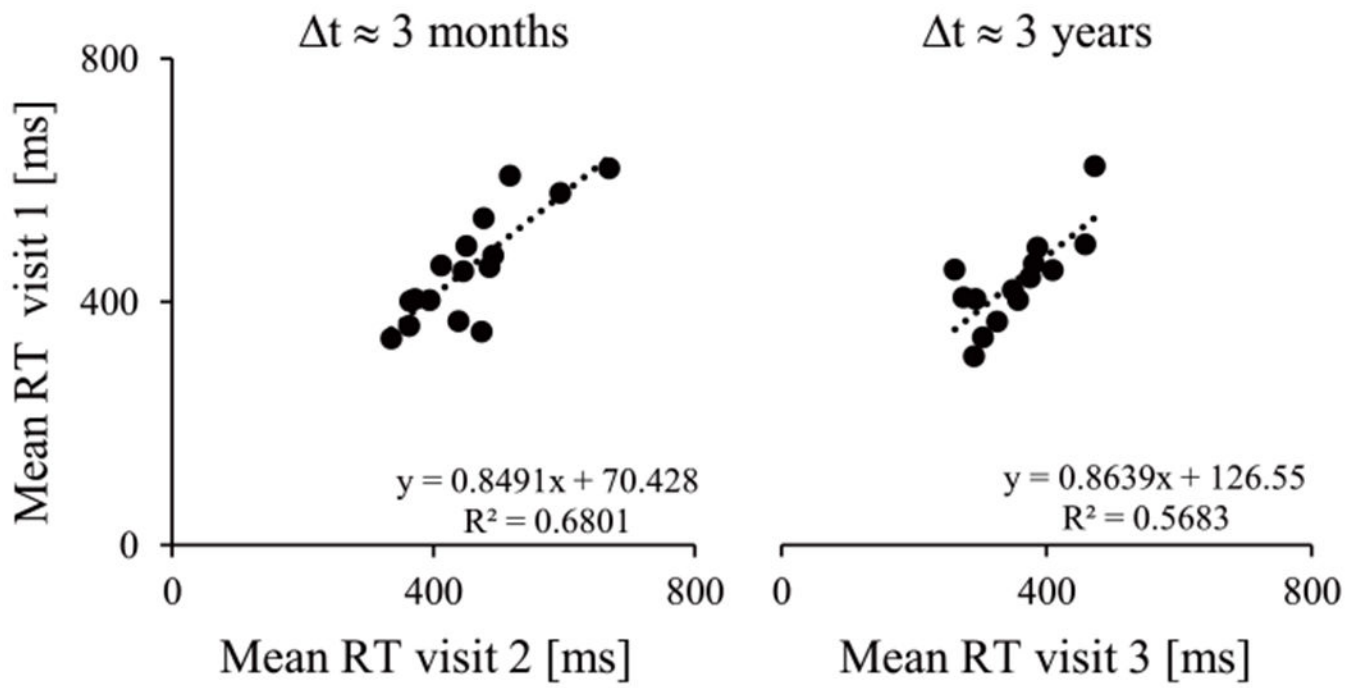 Δt ≈ 3 months
Δt ≈ 3 years
Mean RT visit 1 [ms]
800
400
0
y = 0.8491x + 70.428
R² = 0.6801
y = 0.8639x + 126.55
R² = 0.5683
0 400 800
0 400 800
Mean RT visit 2 [ms]
Mean RT visit 3 [ms]